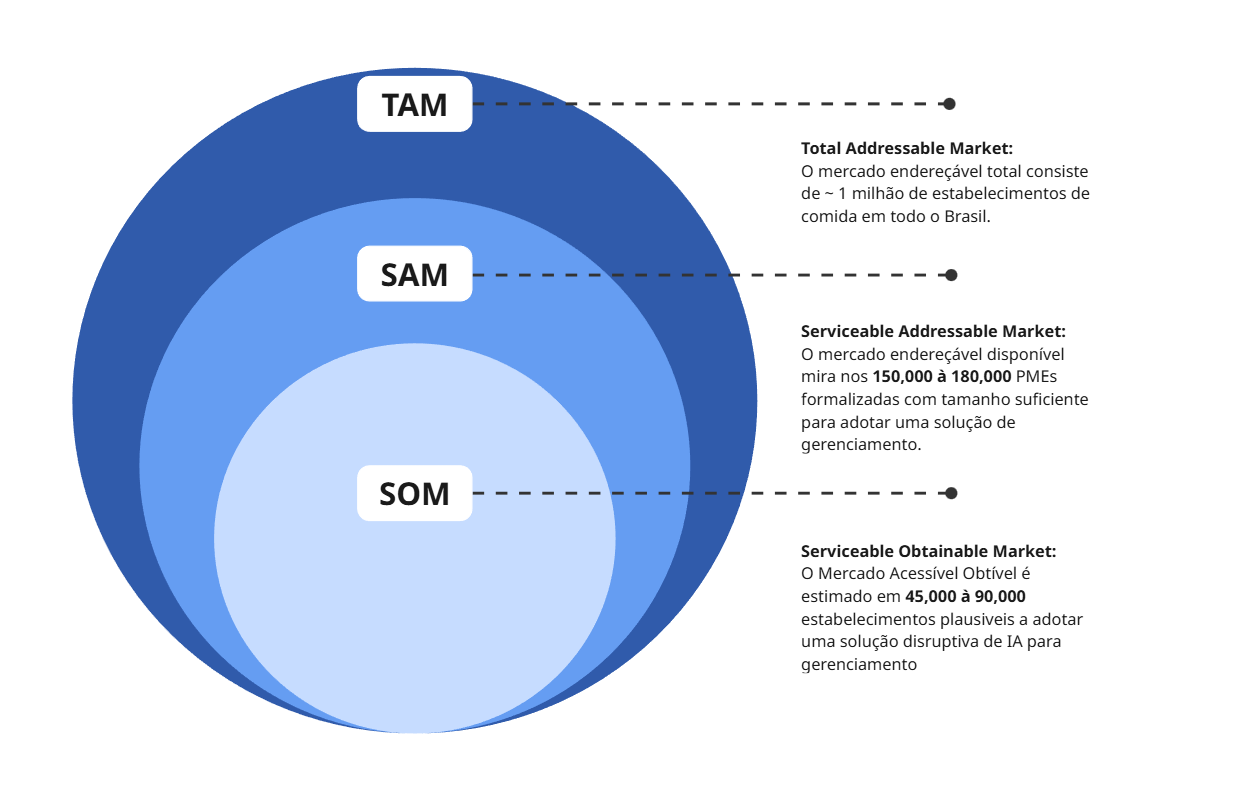 TAM
Total Addressable Market:
O mercado endereçável total consiste
de ~ 1 milhão de estabelecimentos de
comida em todo o Brasil.
SAM
Serviceable Addressable Market:
O mercado endereçável disponível
mira nos 150,000 à 180,000 PMEs
formalizadas com tamanho suficiente
para adotar uma solução de
gerenciamento.
SOM
Serviceable Obtainable Market:
O Mercado Acessível Obtível é
estimado em 45,000 à 90,000
estabelecimentos plausiveis a adotar
uma solução disruptiva de IA para
gerenciamento